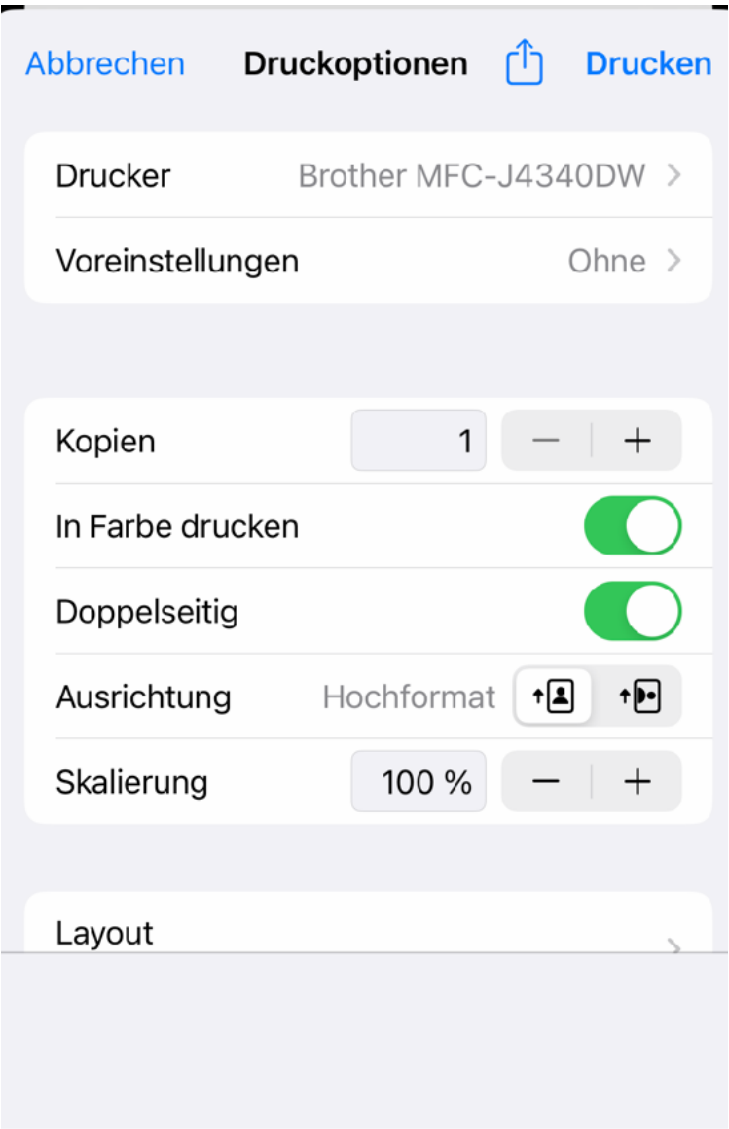 Abbrechen Druckoptionen Drucken
Drucker Brother MFC-J4340DW
Voreinstellungen Ohne
Kopien 1
In Farbe drucken
Doppelseitig
Ausrichtung Hochformat
Skalierung 100 %
Layout